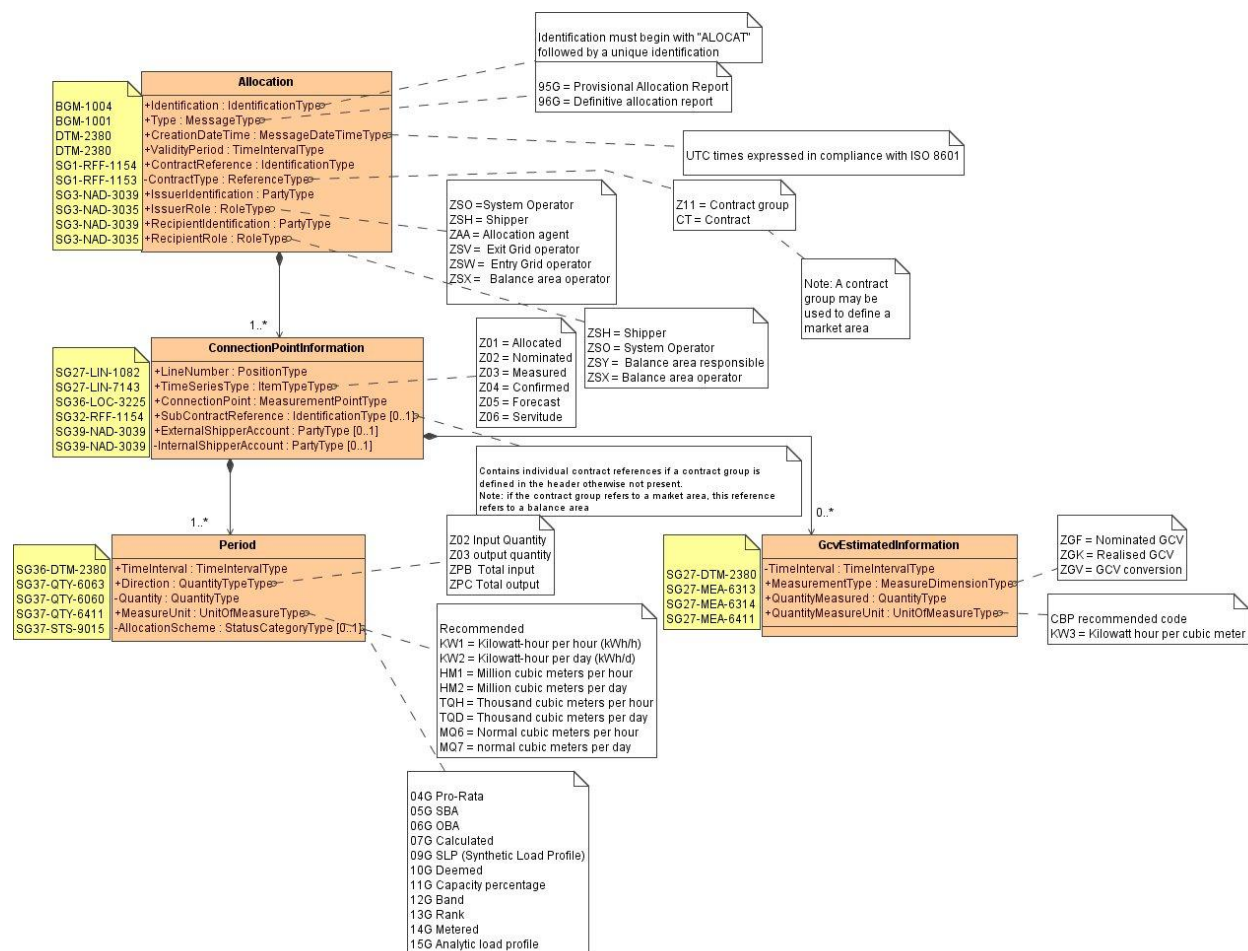 Identification must begin with "ALOCAT"
followed by a unique identification
95G = Provisional Allocation Report
96G = Definitive allocation report
Allocation
BGM-1004
BGM-1001
DTM-2380
DTM-2380
SG1-RFF-1154
SG1-RFF-1153
SG3-NAD-3039
SG3-NAD-3035
SG3-NAD-3039
SG3-NAD-3035
+Identification : IdentificationType
+Type : MessageType
+CreationDateTime : MessageDateTimeType
+ValidityPeriod : TimeIntervalType
+ContractReference : IdentificationType
-ContractType : ReferenceType
+IssuerIdentification : PartyType
+IssuerRole : RoleType
+RecipientIdentification : PartyType
+RecipientRole : RoleType
UTC times expressed in compliance with ISO 8601
ZSO =System Operator
ZSH = Shipper
ZAA = Allocation agent
ZSV = Exit Grid operator
ZSW = Entry Grid operator
ZSX = Balance area operator
Z11 = Contract group
CT = Contract
Note: A contract
group may be
used to define a
market area
1..*
ZSH = Shipper
ZSO = System Operator
ZSY = Balance area responsible
ZSX = Balance area operator
Z01 = Allocated
Z02 = Nominated
Z03 = Measured
Z04 = Confirmed
Z05 = Forecast
Z06 = Servitude
ConnectionPointInformation
SG27-LIN-1082
SG27-LIN-7143
SG36-LOC-3225
SG32-RFF-1154
SG39-NAD-3039
SG39-NAD-3039
+LineNumber : PositionType
+TimeSeriesType : ItemTypeType
+ConnectionPoint : MeasurementPointType
+SubContractReference : IdentificationType [0..1]
+ExternalShipperAccount : PartyType [0..1]
-InternalShipperAccount : PartyType [0..1]
Contains individual contract references if a contract group is
defined in the header otherwise not present.
Note: if the contract group refers to a market area, this reference
refers to a balance area
1..*
0..*
Z02 Input Quantity
Z03 output quantity
ZPB Total input
ZPC Total output
Period
SG36-DTM-2380
SG37-QTY-6063
SG37-QTY-6060
SG37-QTY-6411
SG37-STS-9015
+TimeInterval : TimeIntervalType
+Direction : QuantityTypeType
-Quantity : QuantityType
+MeasureUnit : UnitOfMeasureType
-AllocationScheme : StatusCategoryType [0..1]
GcvEstimatedInformation
SG27-DTM-2380
SG27-MEA-6313
SG27-MEA-6314
SG27-MEA-6411
-TimeInterval : TimeIntervalType
+MeasurementType : MeasureDimensionType
+QuantityMeasured : QuantityType
+QuantityMeasureUnit : UnitOfMeasureType
ZGF = Nominated GCV
ZGK = Realised GCV
ZGV = GCV conversion
CBP recommended code
KW3 = Kilowatt hour per cubic meter
Recommended
KW1 = Kilowatt-hour per hour (kWh/h)
KW2 = Kilowatt-hour per day (kWh/d)
HM1 = Million cubic meters per hour
HM2 = Million cubic meters per day
TQH = Thousand cubic meters per hour
TQD = Thousand cubic meters per day
MQ6 = Normal cubic meters per hour
MQ7 = normal cubic meters per day
04G Pro-Rata
05G SBA
06G OBA
07G Calculated
09G SLP (Synthetic Load Profile)
10G Deemed
11G Capacity percentage
12G Band
13G Rank
14G Metered
15G Analytic load profile